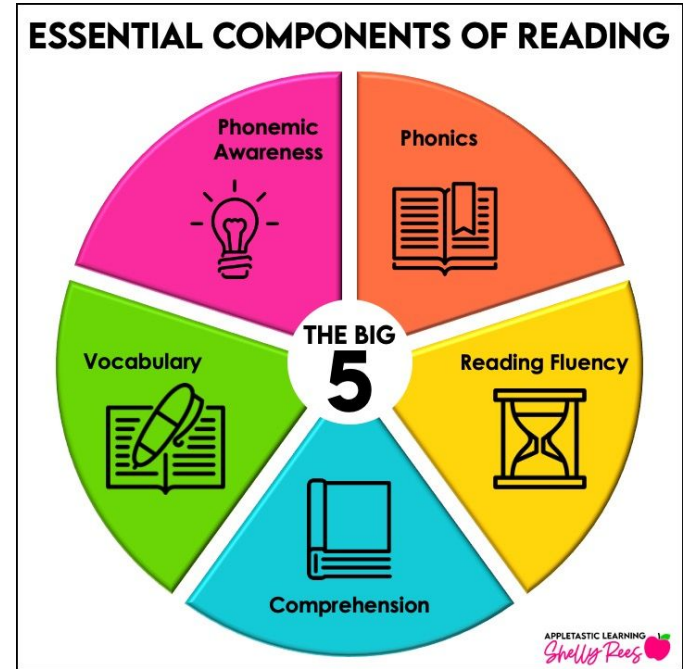 ESSENTIAL COMPONENTS OF READING
Phonemic
Awareness
Phonics
THE BIG
5
Vocabulary
Reading Fluency
Comprehension
APPLETASTIC LEARNING
Shelly Rees